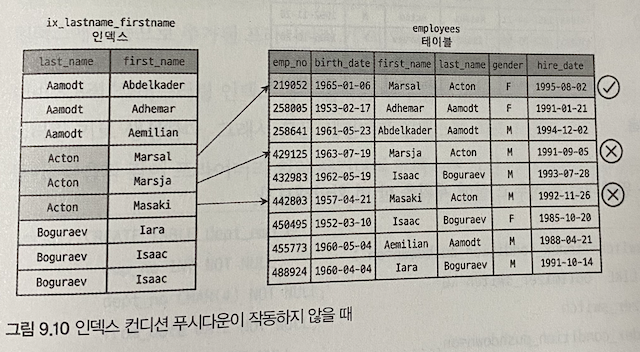 ix_lastname_firstname
인덱스
last_name first_name
Aamodt Abdelkader
Aamodt Adhemar
Aamodt Aemilian
Acton Marsal
Acton Marsja
Acton Masaki
Boguraev Iara
Boguraev Isaac
Boguraev Isaac
employees
테이블
emp_no birth_date first_name last_name gender hire_date
219052 1965-01-06 Marsal Acton F 1995-08-02
258005 1953-02-17 Adhemar Aamodt F 1991-01-21
258641 1961-05-23 Abdelkader Aamodt M 1994-12-02
429125 1963-07-19 Marsja Acton M 1991-09-05
432983 1962-05-19 Isaac Boguraev M 1993-07-28
442803 1957-04-21 Masaki Acton M 1992-11-26
450495 1952-03-10 Isaac Boguraev F 1985-10-20
455773 1960-05-04 Aemilian Aamodt M 1988-04-21
488924 1960-04-04 Iara Boguraev M 1991-10-14
그림 9.10 인덱스 컨디션 푸시다운이 작동하지 않을 때